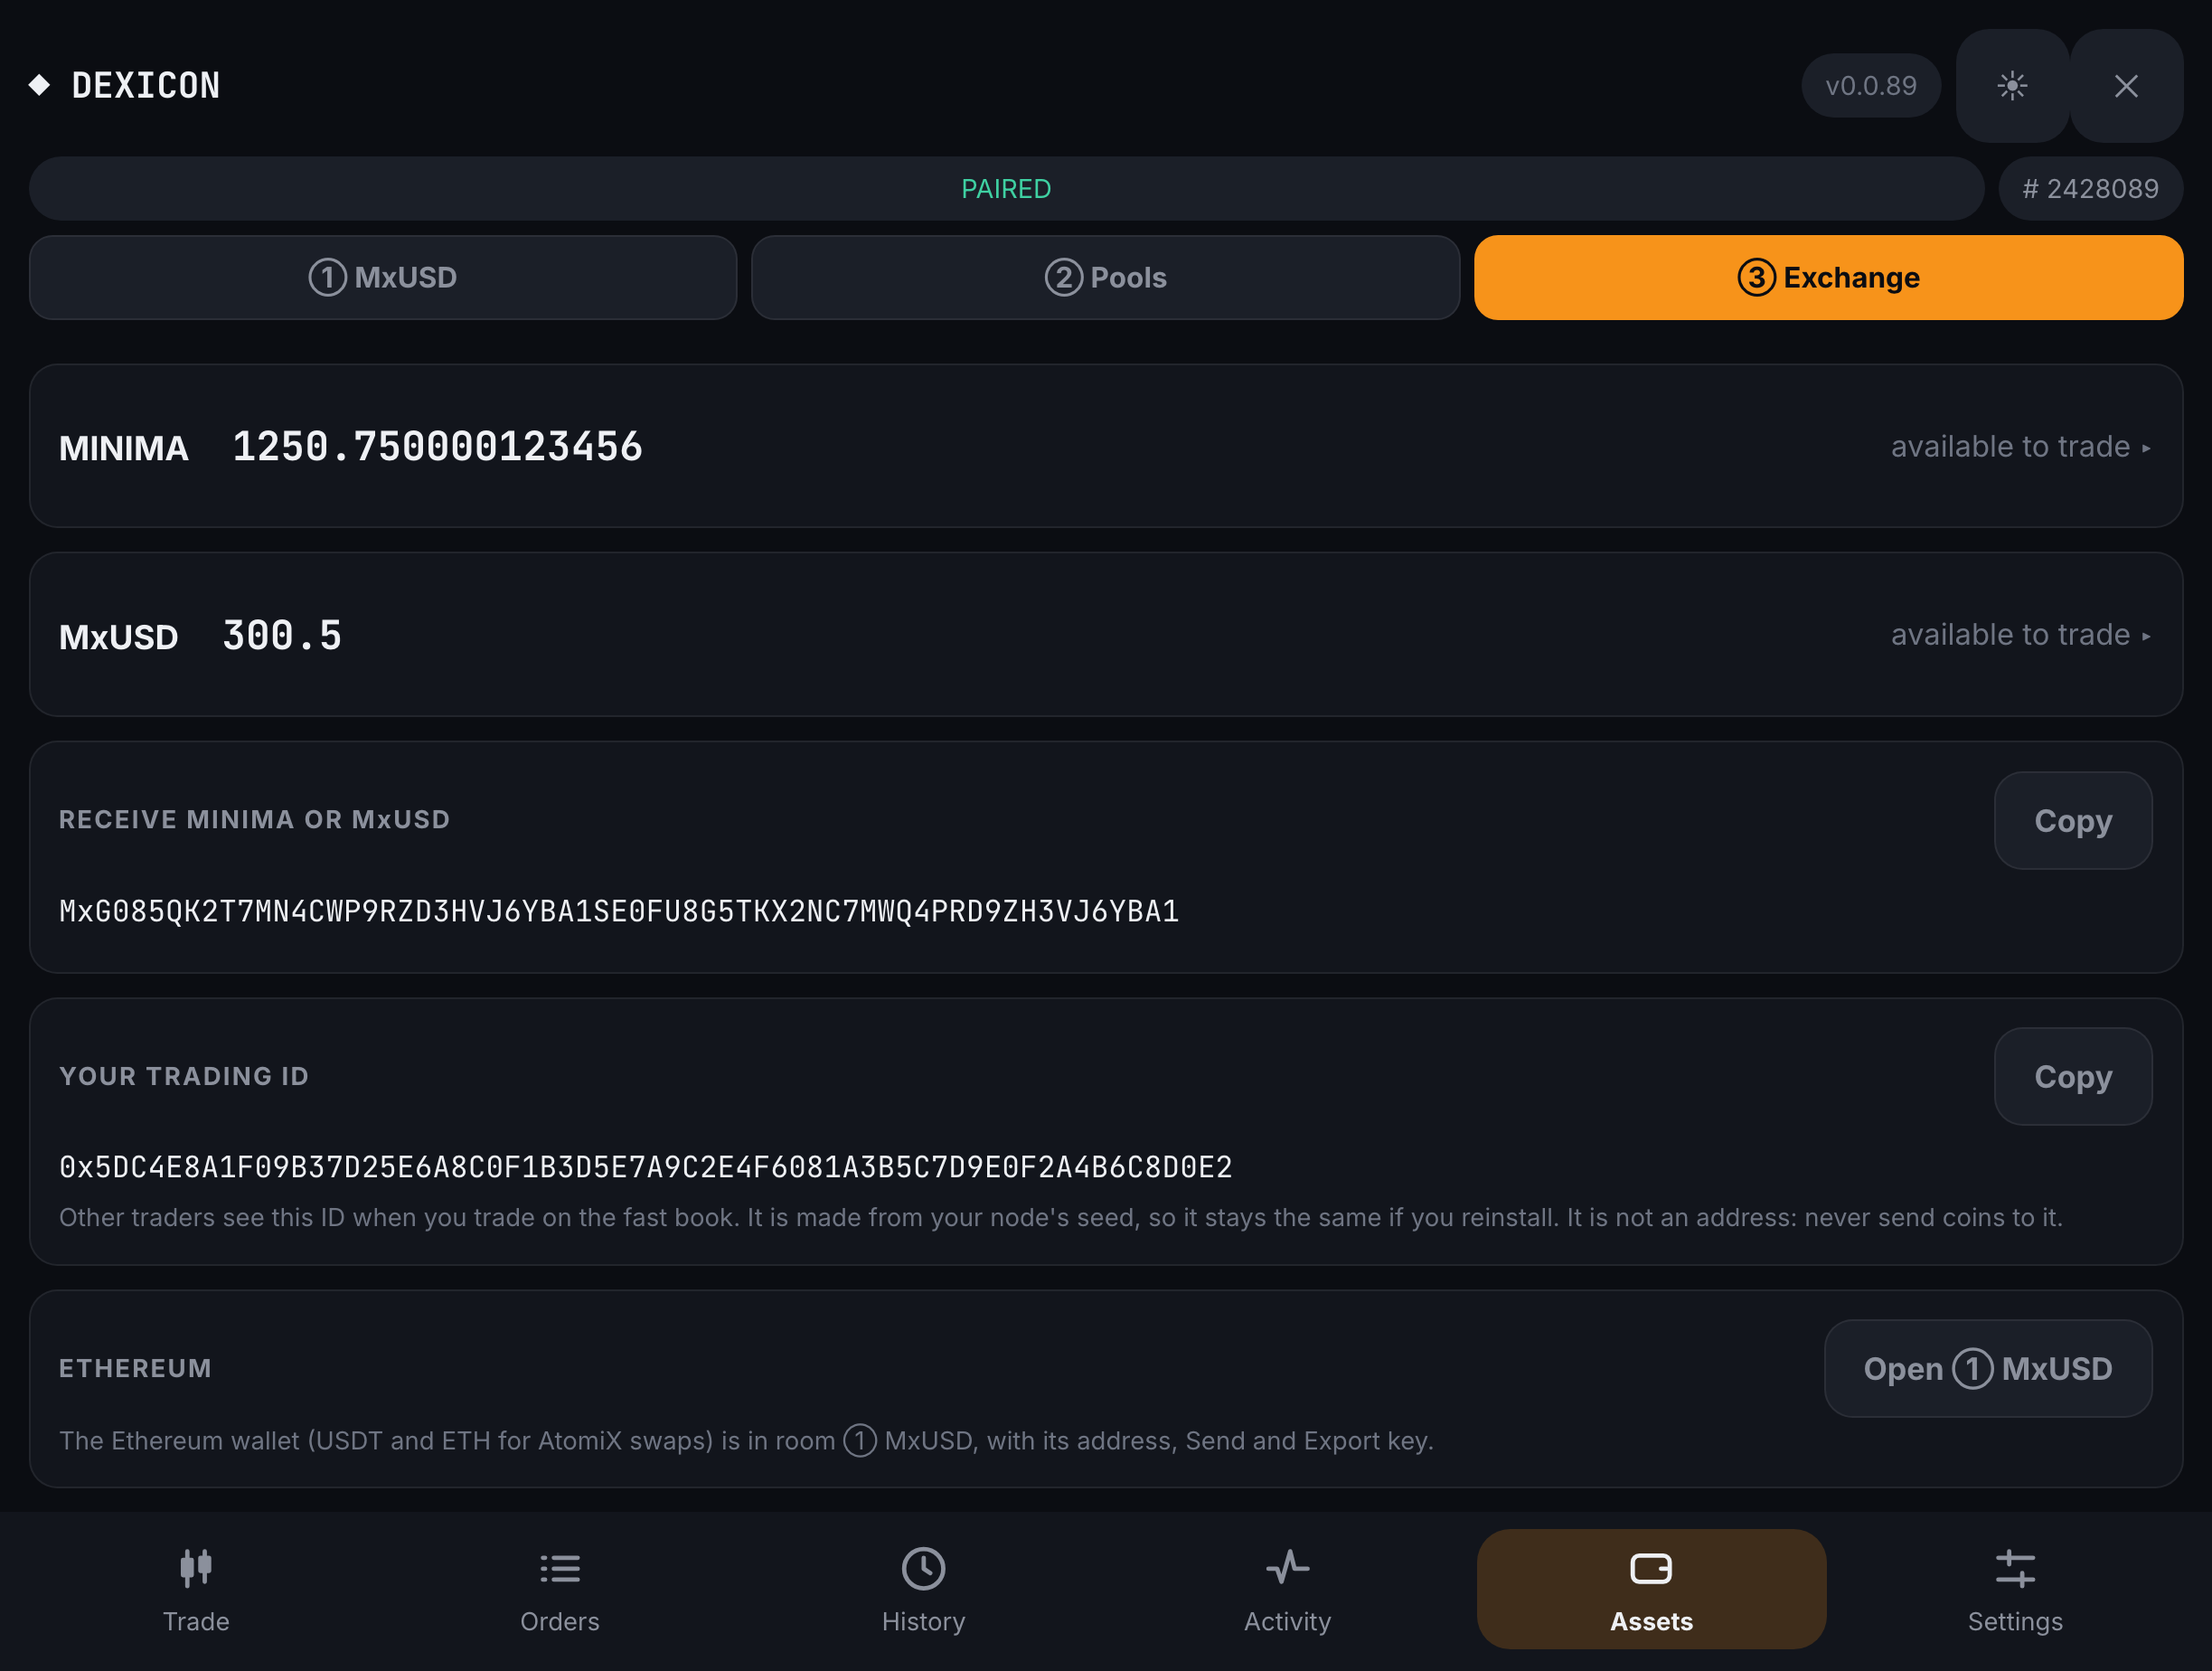 ◆ DEXICON
v0.0.89
PAIRED
# 2428089
① MxUSD
② Pools
③ Exchange
MINIMA 1250.750000123456 available to trade ▸
MxUSD 300.5 available to trade ▸
RECEIVE MINIMA OR MxUSD
Copy
MxG085QK2T7MN4CWP9RZD3HVJ6YBA1SE0FU8G5TKX2NC7MWQ4PRD9ZH3VJ6YBA1
YOUR TRADING ID
Copy
0x5DC4E8A1F09B37D25E6A8C0F1B3D5E7A9C2E4F6081A3B5C7D9E0F2A4B6C8D0E2
Other traders see this ID when you trade on the fast book. It is made from your node's seed, so it stays the same if you reinstall. It is not an address: never send coins to it.
ETHEREUM
Open ① MxUSD
The Ethereum wallet (USDT and ETH for AtomiX swaps) is in room ① MxUSD, with its address, Send and Export key.
Trade
Orders
History
Activity
Assets
Settings